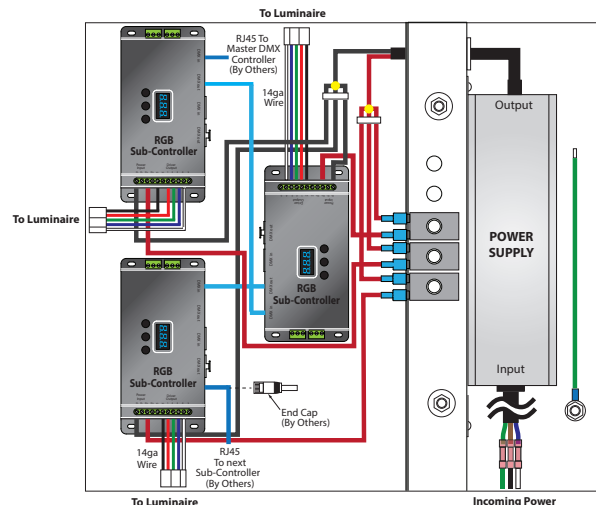 To Luminaire
RJ45 To
Master DMX
Controller
(By Others)
14ga
Wire
Output
RGB
Sub-Controller
To Luminaire
POWER
SUPPLY
RGB
Sub-Controller
RGB
Sub-Controller
Input
End Cap
(By Others)
14ga
Wire
RJ45
To next
Sub-Controller
(By Others)
To Luminaire
Incoming Power